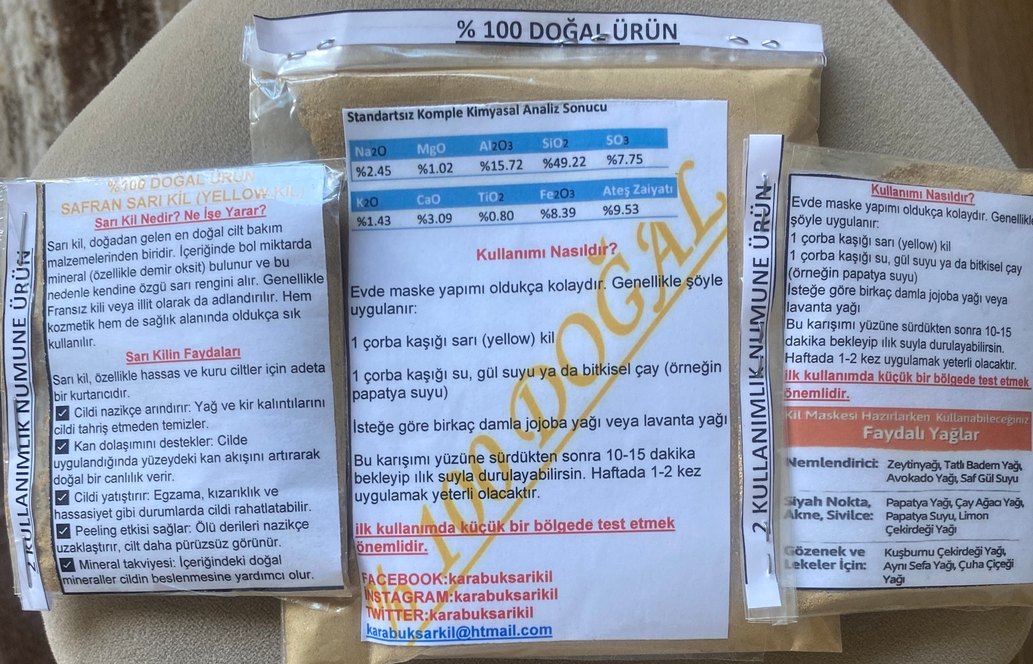 % 100 DOĞAL ÜRÜN
2 KULLANIMLIK NUMUNE ÜRÜN
%100 DOĞAL ÜRÜN
SAFRAN SARI KİL (YELLOW KİL)
Sarı Kil Nedir? Ne İşe Yarar?
Sarı kil, doğadan gelen en doğal cilt bakım
malzemelerinden biridir. İçeriğinde bol miktarda
mineral (özellikle demir oksit) bulunur ve bu
nedenle kendine özgü sarı rengini alır. Genellikle
Fransız kili veya illit olarak da adlandırılır. Hem
kozmetik hem de sağlık alanında oldukça sık
kullanılır.
Sarı Kilin Faydaları
Sarı kil, özellikle hassas ve kuru ciltler için adeta
bir kurtarıcıdır.
Cildi nazikçe arındırır: Yağ ve kir kalıntılarını
cildi tahriş etmeden temizler.
Kan dolaşımını destekler: Cilde
uygulandığında yüzeydeki kan akışını artırarak
doğal bir canlılık verir.
Cildi yatıştırır: Egzama, kızarıklık ve
hassasiyet gibi durumlarda cildi rahatlatabilir.
Peeling etkisi sağlar: Ölü derileri nazikçe
uzaklaştırır, cilt daha pürüzsüz görünür.
Mineral takviyesi: İçeriğindeki doğal
mineraller cildin beslenmesine yardımcı olur.
Standartsız Komple Kimyasal Analiz Sonucu
Na2O MgO Al2O3 SiO2 SO3
%2.45 %1.02 %15.72 %49.22 %7.75
K2O CaO TiO2 Fe2O3 Ateş Zaiyatı
%1.43 %3.09 %0.80 %8.39 %9.53
Kullanımı Nasıldır?
Evde maske yapımı oldukça kolaydır. Genellikle şöyle
uygulanır:
1 çorba kaşığı sarı (yellow) kil
1 çorba kaşığı su, gül suyu ya da bitkisel çay (örneğin
papatya suyu)
İsteğe göre birkaç damla jojoba yağı veya lavanta yağı
Bu karışımı yüzüne sürdükten sonra 10-15 dakika
bekleyip ılık suyla durulayabilirsin. Haftada 1-2 kez
uygulamak yeterli olacaktır.
ilk kullanımda küçük bir bölgede test etmek
önemlidir.
FACEBOOK:karabuksarikil
INSTAGRAM:karabuksarikil
TWİTTER:karabuksarikil
karabuksarkil@htmail.com
% 100 DOĞAL
2 KULLANIMLIK NUMUNE ÜRÜN
Kullanımı Nasıldır?
Evde maske yapımı oldukça kolaydır. Genellikle
şöyle uygulanır:
1 çorba kaşığı sarı (yellow) kil
1 çorba kaşığı su, gül suyu ya da bitkisel çay
(örneğin papatya suyu)
İsteğe göre birkaç damla jojoba yağı veya
lavanta yağı
Bu karışımı yüzüne sürdükten sonra 10-15
dakika bekleyip ılık suyla durulayabilirsin.
Haftada 1-2 kez uygulamak yeterli olacaktır.
ilk kullanımda küçük bir bölgede test etmek
önemlidir.
Kil Maskesi Hazırlarken Kullanabileceğiniz
Faydalı Yağlar
Nemlendirici: Zeytinyağı, Tatlı Badem Yağı,
Avokado Yağı, Saf Gül Suyu
Siyah Nokta, Papatya Yağı, Çay Ağacı Yağı,
Akne, Sivilce: Papatya Suyu, Limon
Çekirdeği Yağı
Gözenek ve Kuşburnu Çekirdeği Yağı,
Lekeler İçin: Aynı Sefa Yağı, Çuha Çiçeği
Yağı